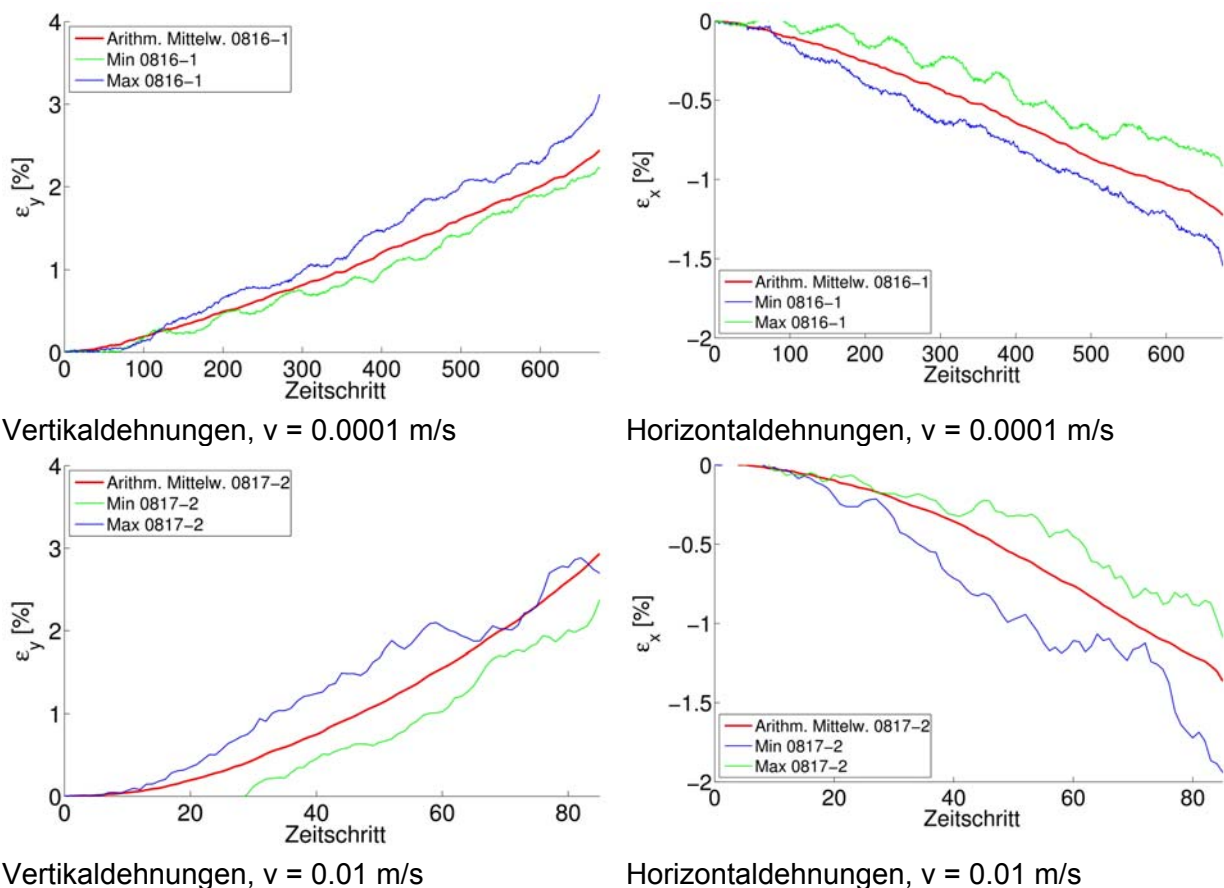 4
3
2
1
0
ε_y [%]
Arithm. Mittelw. 0816−1
Min 0816−1
Max 0816−1
0 100 200 300 400 500 600
Zeitschritt
Vertikaldehnungen, v = 0.0001 m/s
0
−0.5
−1
−1.5
−2
ε_x [%]
Arithm. Mittelw. 0816−1
Min 0816−1
Max 0816−1
100 200 300 400 500 600
Zeitschritt
Horizontaldehnungen, v = 0.0001 m/s
4
3
2
1
0
ε_y [%]
Arithm. Mittelw. 0817−2
Min 0817−2
Max 0817−2
0 20 40 60 80
Zeitschritt
Vertikaldehnungen, v = 0.01 m/s
0
−0.5
−1
−1.5
−2
ε_x [%]
Arithm. Mittelw. 0817−2
Min 0817−2
Max 0817−2
0 20 40 60 80
Zeitschritt
Horizontaldehnungen, v = 0.01 m/s